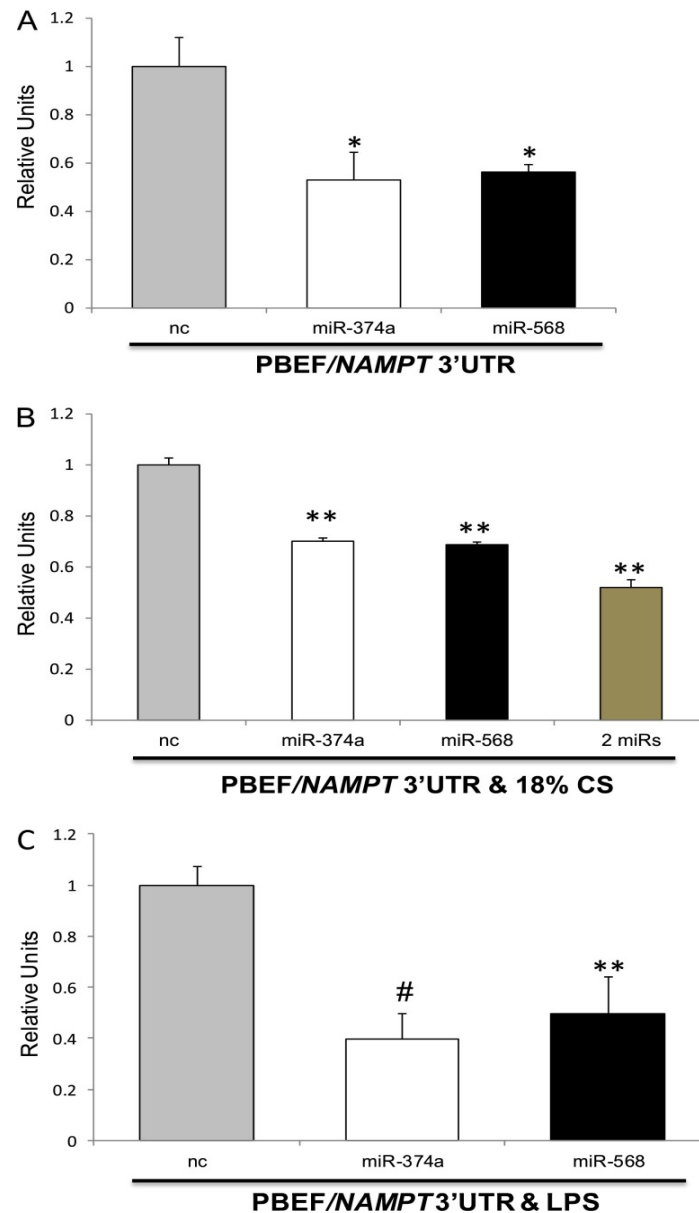 A
1.2
1
0.8
0.6
0.4
0.2
0
Relative Units
*
*
nc miR-374a miR-568
PBEF/NAMPT 3’UTR
B
1.2
1
0.8
0.6
0.4
0.2
0
Relative Units
**
**
**
nc miR-374a miR-568 2 miRs
PBEF/NAMPT 3’UTR & 18% CS
C
1.2
1
0.8
0.6
0.4
0.2
0
Relative Units
#
**
nc miR-374a miR-568
PBEF/NAMPT 3’UTR & LPS